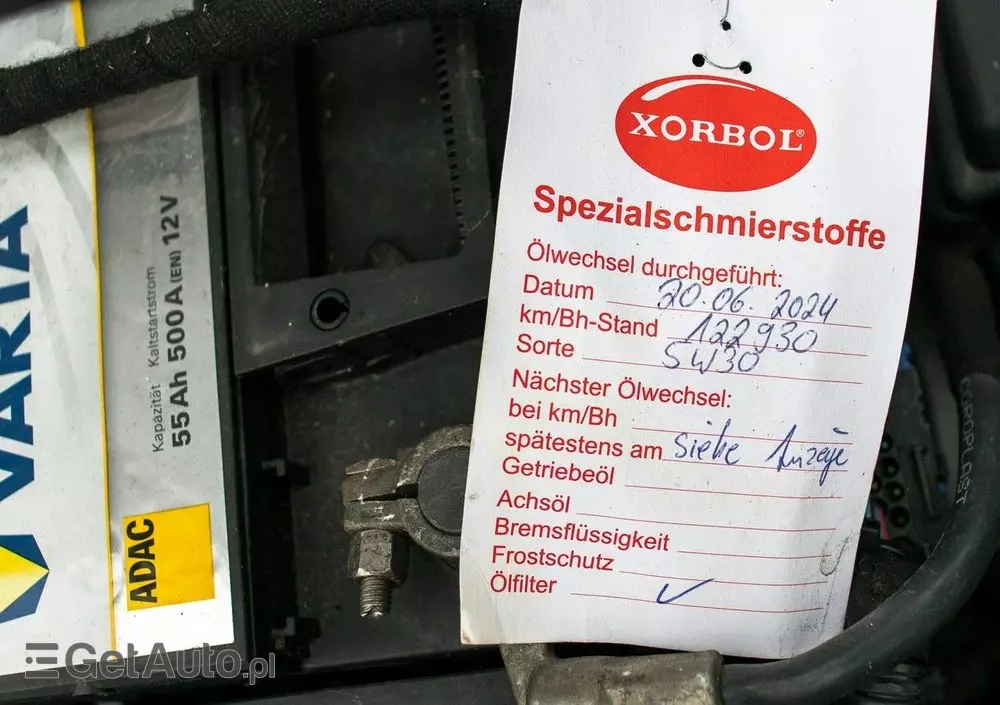 VARTA
Kapazität Kaltstartstrom
55 Ah 500 A (EN) 12 V
ADAC
XORBOL®
Spezialschmierstoffe
Ölwechsel durchgeführt:
Datum 20.06.2024
km/Bh-Stand 122930
Sorte 5W30
Nächster Ölwechsel:
bei km/Bh
spätestens am siehe Anzeige
Getriebeöl
Achsöl
Bremsflüssigkeit
Frostschutz
Ölfilter ✓
EUROPLAST
GetAuto.pl